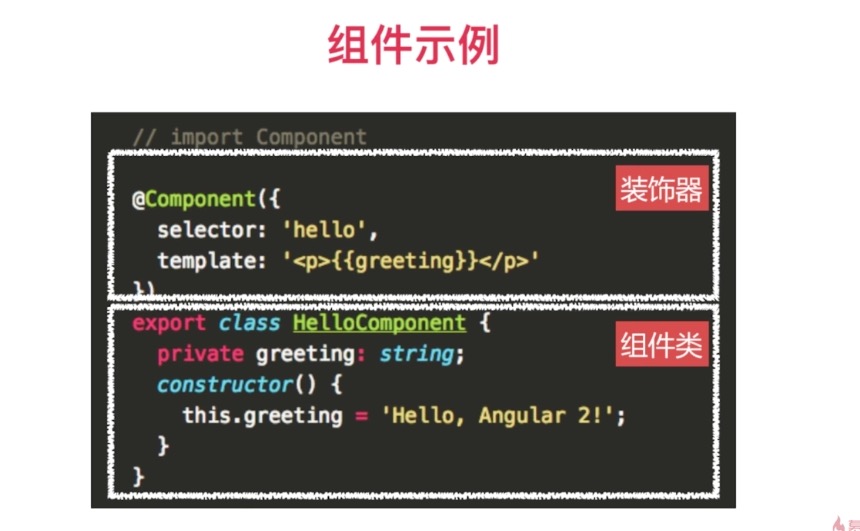 组件示例
// import Component
@Component({
装饰器
selector: 'hello',
template: '<p>{{greeting}}</p>'
})
export class HelloComponent {
private greeting: string;
组件类
constructor() {
this.greeting = 'Hello, Angular 2!';
}
}